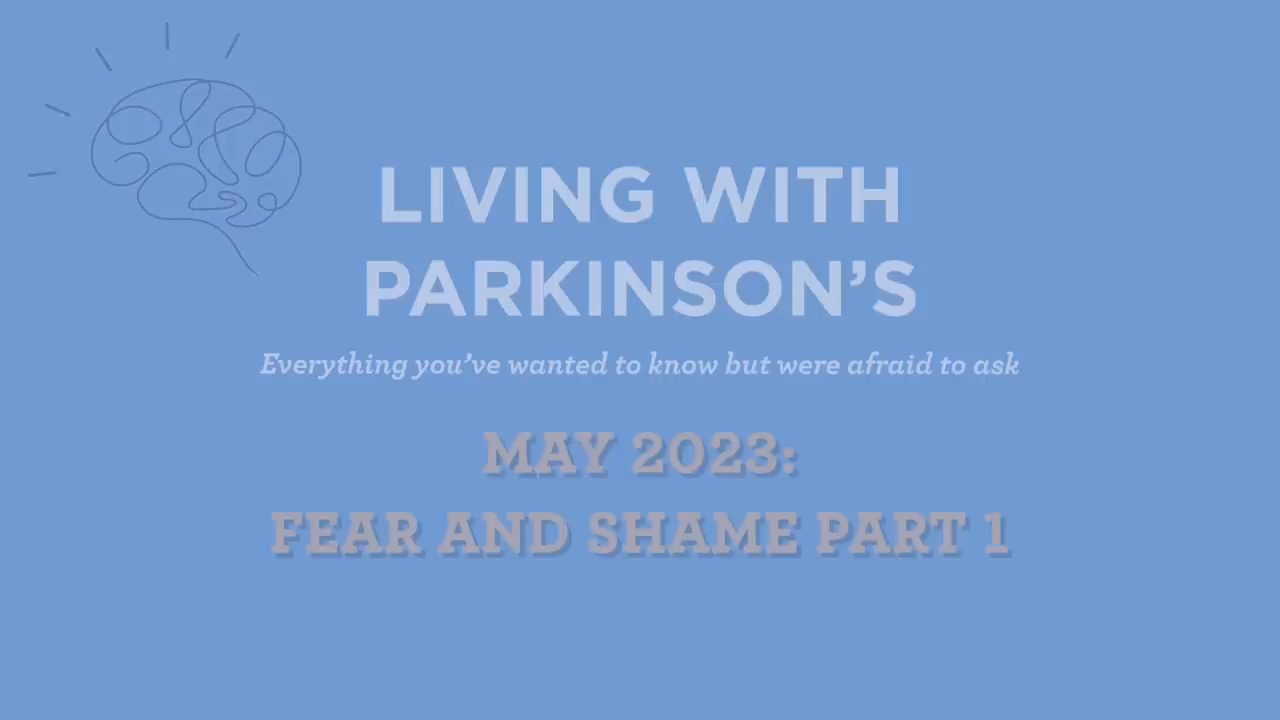 LIVING WITH
PARKINSON’S
Everything you’ve wanted to know but were afraid to ask
MAY 2023:
FEAR AND SHAME PART 1